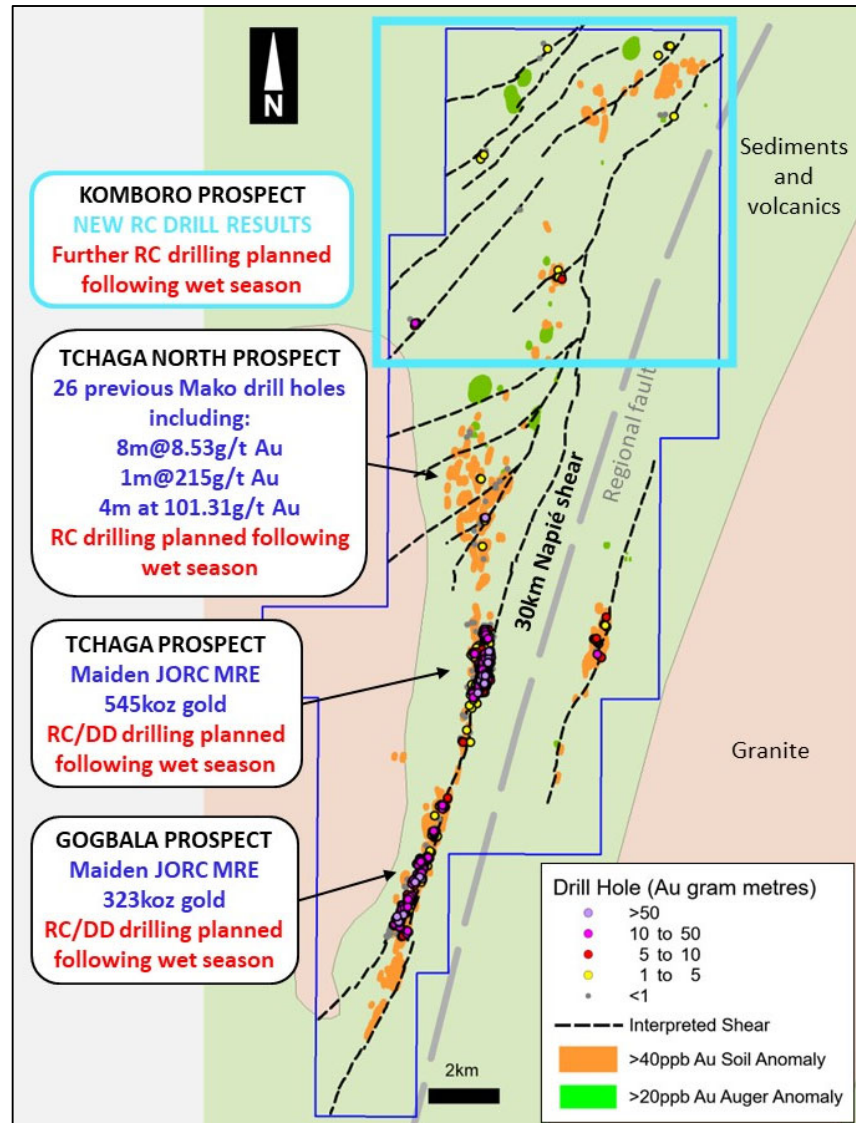 N
Sediments
and
volcanics
KOMBORO PROSPECT
NEW RC DRILL RESULTS
Further RC drilling planned
following wet season
TCHAGA NORTH PROSPECT
26 previous Mako drill holes
including:
8m@8.53g/t Au
1m@215g/t Au
4m at 101.31g/t Au
RC drilling planned following
wet season
Regional fault
30km Napié shear
TCHAGA PROSPECT
Maiden JORC MRE
545koz gold
RC/DD drilling planned
following wet season
Granite
GOGBALA PROSPECT
Maiden JORC MRE
323koz gold
RC/DD drilling planned
following wet season
Drill Hole (Au gram metres)
>50
10 to 50
5 to 10
1 to 5
<1
Interpreted Shear
>40ppb Au Soil Anomaly
>20ppb Au Auger Anomaly
2km